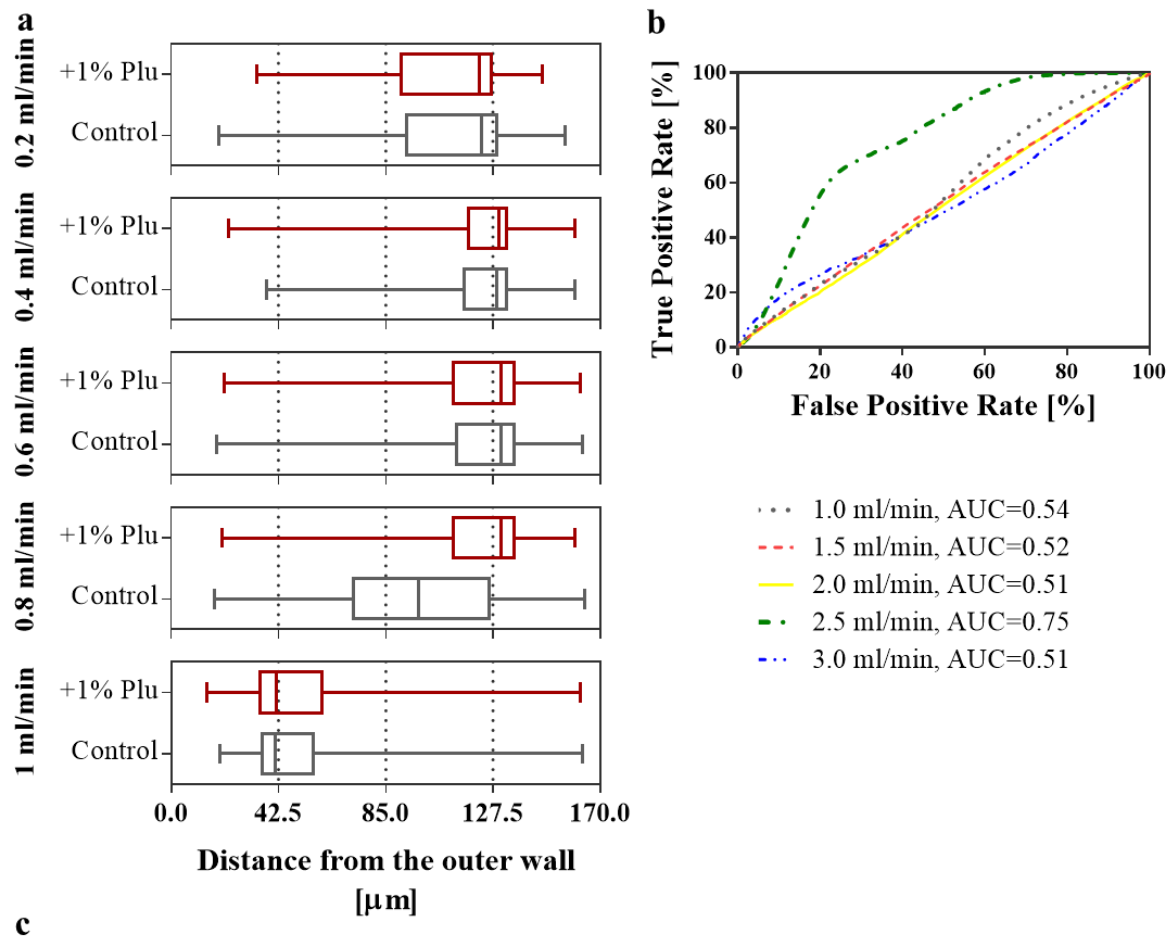 a
0.2 ml/min
+1% Plu
Control
0.4 ml/min
+1% Plu
Control
0.6 ml/min
+1% Plu
Control
0.8 ml/min
+1% Plu
Control
1 ml/min
+1% Plu
Control
0.0 42.5 85.0 127.5 170.0
Distance from the outer wall
[µm]
b
True Positive Rate [%]
100
80
60
40
20
0
0 20 40 60 80 100
False Positive Rate [%]
1.0 ml/min, AUC=0.54
1.5 ml/min, AUC=0.52
2.0 ml/min, AUC=0.51
2.5 ml/min, AUC=0.75
3.0 ml/min, AUC=0.51
c